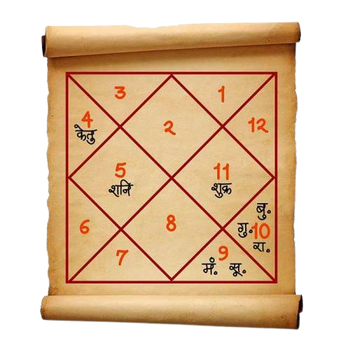 3 1
4 2 12
केतु
5 11
शनि शुक्र
बु.
6 8 गु. 10
रा.
7 9
मं. सू.